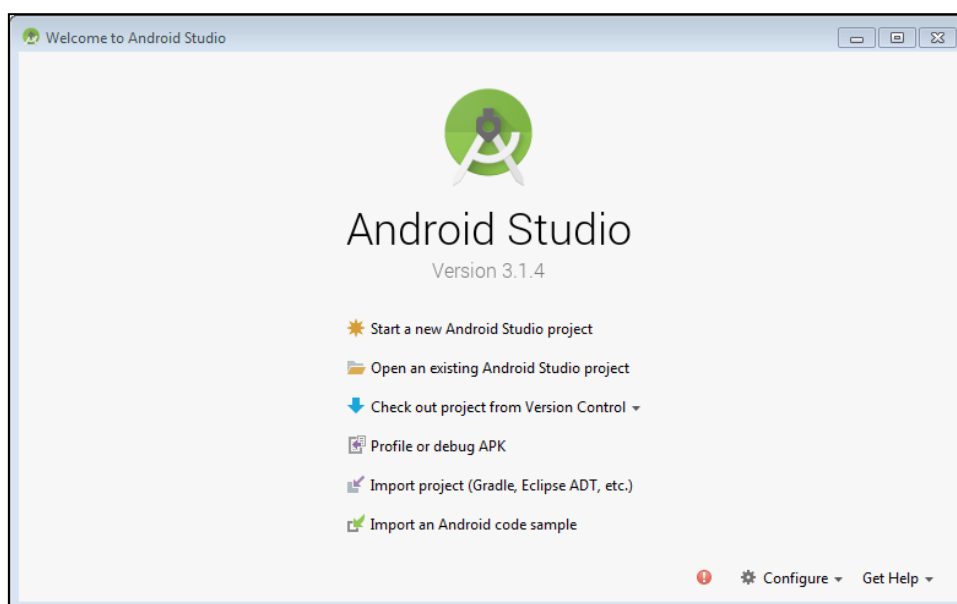 Welcome to Android Studio
Android Studio
Version 3.1.4
Start a new Android Studio project
Open an existing Android Studio project
Check out project from Version Control
Profile or debug APK
Import project (Gradle, Eclipse ADT, etc.)
Import an Android code sample
Configure Get Help